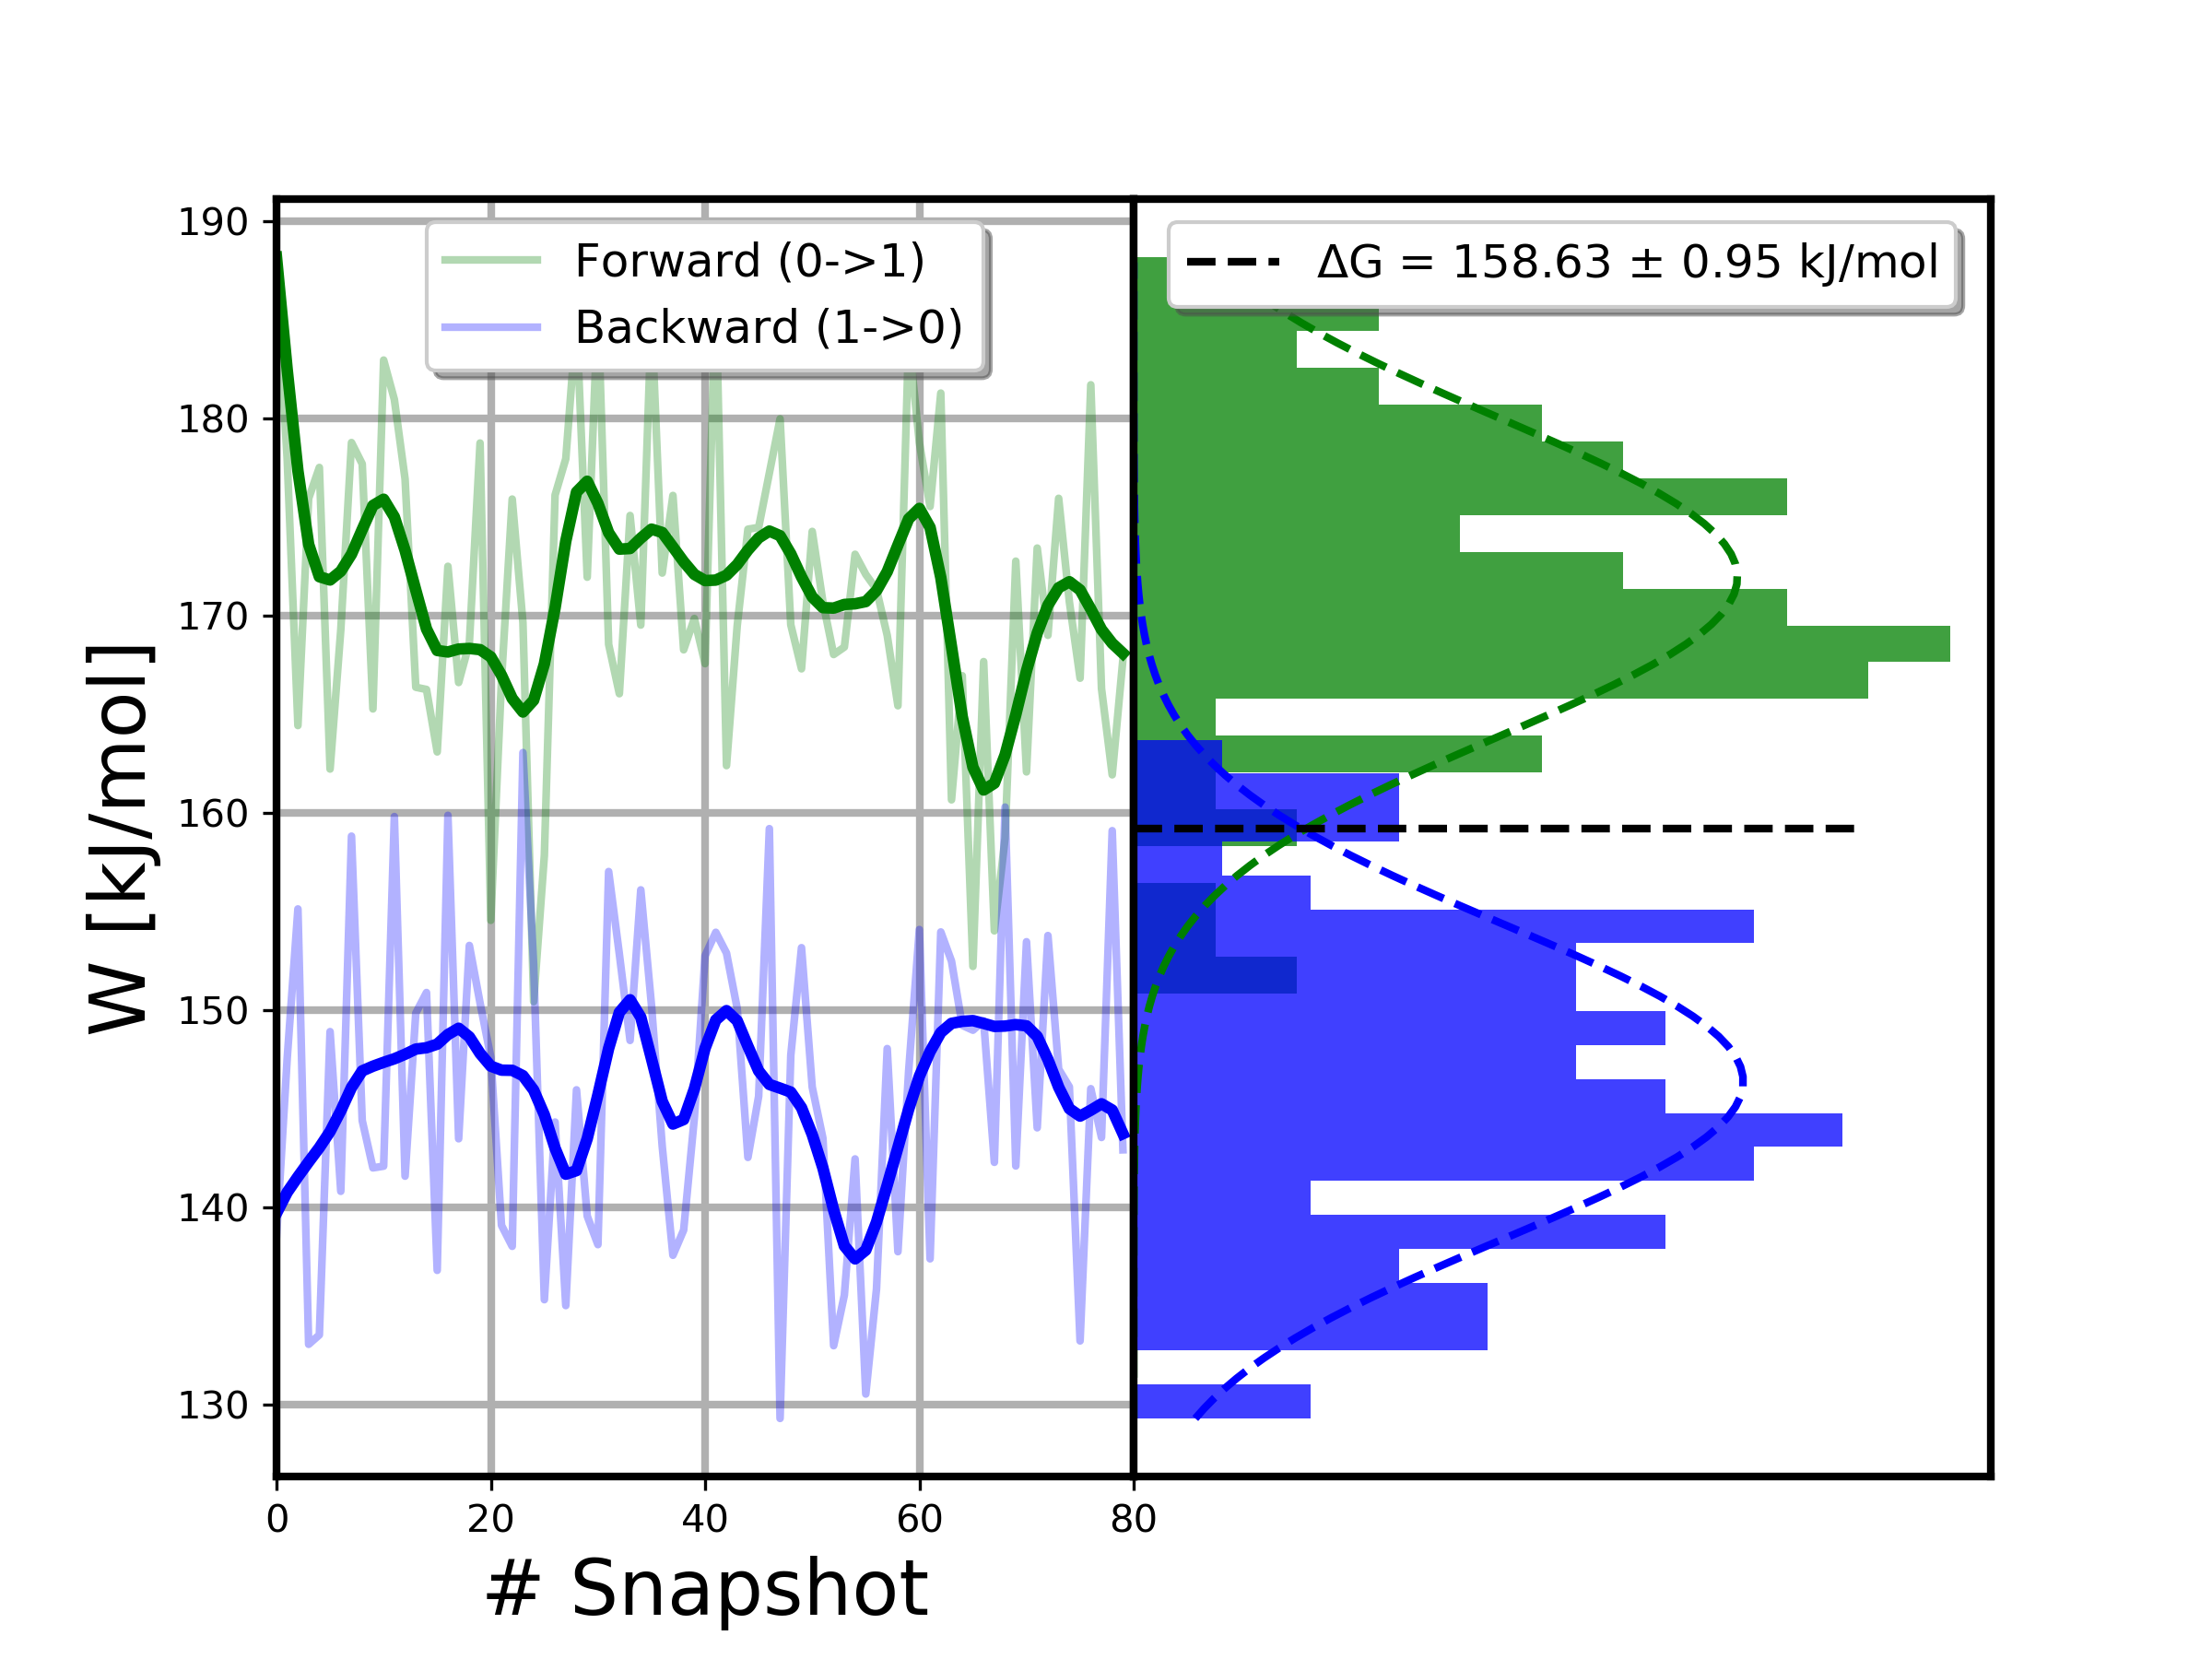 Forward (0->1)
Backward (1->0)
ΔG = 158.63 ± 0.95 kJ/mol
W [kJ/mol]
190
180
170
160
150
140
130
0 20 40 60 80
# Snapshot